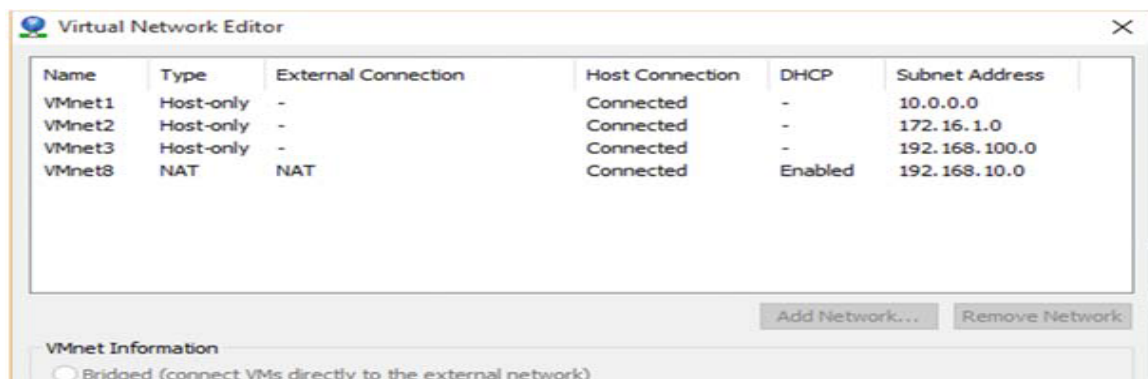 Virtual Network Editor
Name Type External Connection Host Connection DHCP Subnet Address
VMnet1 Host-only - Connected - 10.0.0.0
VMnet2 Host-only - Connected - 172.16.1.0
VMnet3 Host-only - Connected - 192.168.100.0
VMnet8 NAT NAT Connected Enabled 192.168.10.0
Add Network... Remove Network
VMnet Information
Bridged (connect VMs directly to the external network)